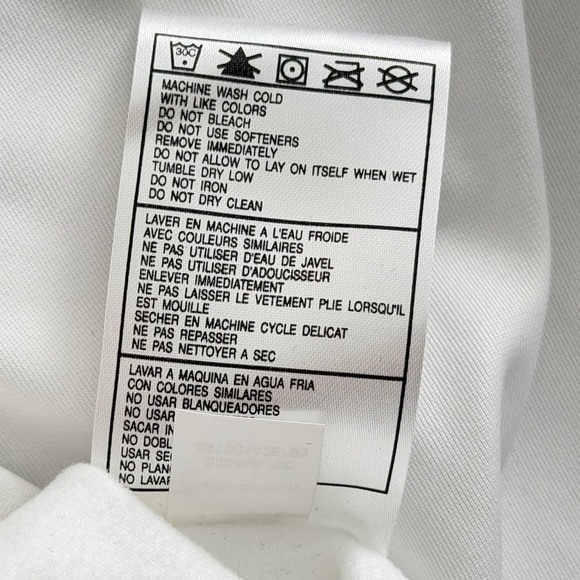 30C
MACHINE WASH COLD
WITH LIKE COLORS
DO NOT BLEACH
DO NOT USE SOFTENERS
REMOVE IMMEDIATELY
DO NOT ALLOW TO LAY ON ITSELF WHEN WET
TUMBLE DRY LOW
DO NOT IRON
DO NOT DRY CLEAN
LAVER EN MACHINE A L'EAU FROIDE
AVEC COULEURS SIMILAIRES
NE PAS UTILISER D'EAU DE JAVEL
NE PAS UTILISER D'ADOUCISSEUR
ENLEVER IMMEDIATEMENT
NE PAS LAISSER LE VETEMENT PLIE LORSQU'IL
EST MOUILLE
SECHER EN MACHINE CYCLE DELICAT
NE PAS REPASSER
NE PAS NETTOYER A SEC
LAVAR A MAQUINA EN AGUA FRIA
CON COLORES SIMILARES
NO USAR BLANQUEADORES
NO USAR
SACAR
NO
USAR
NO
NO